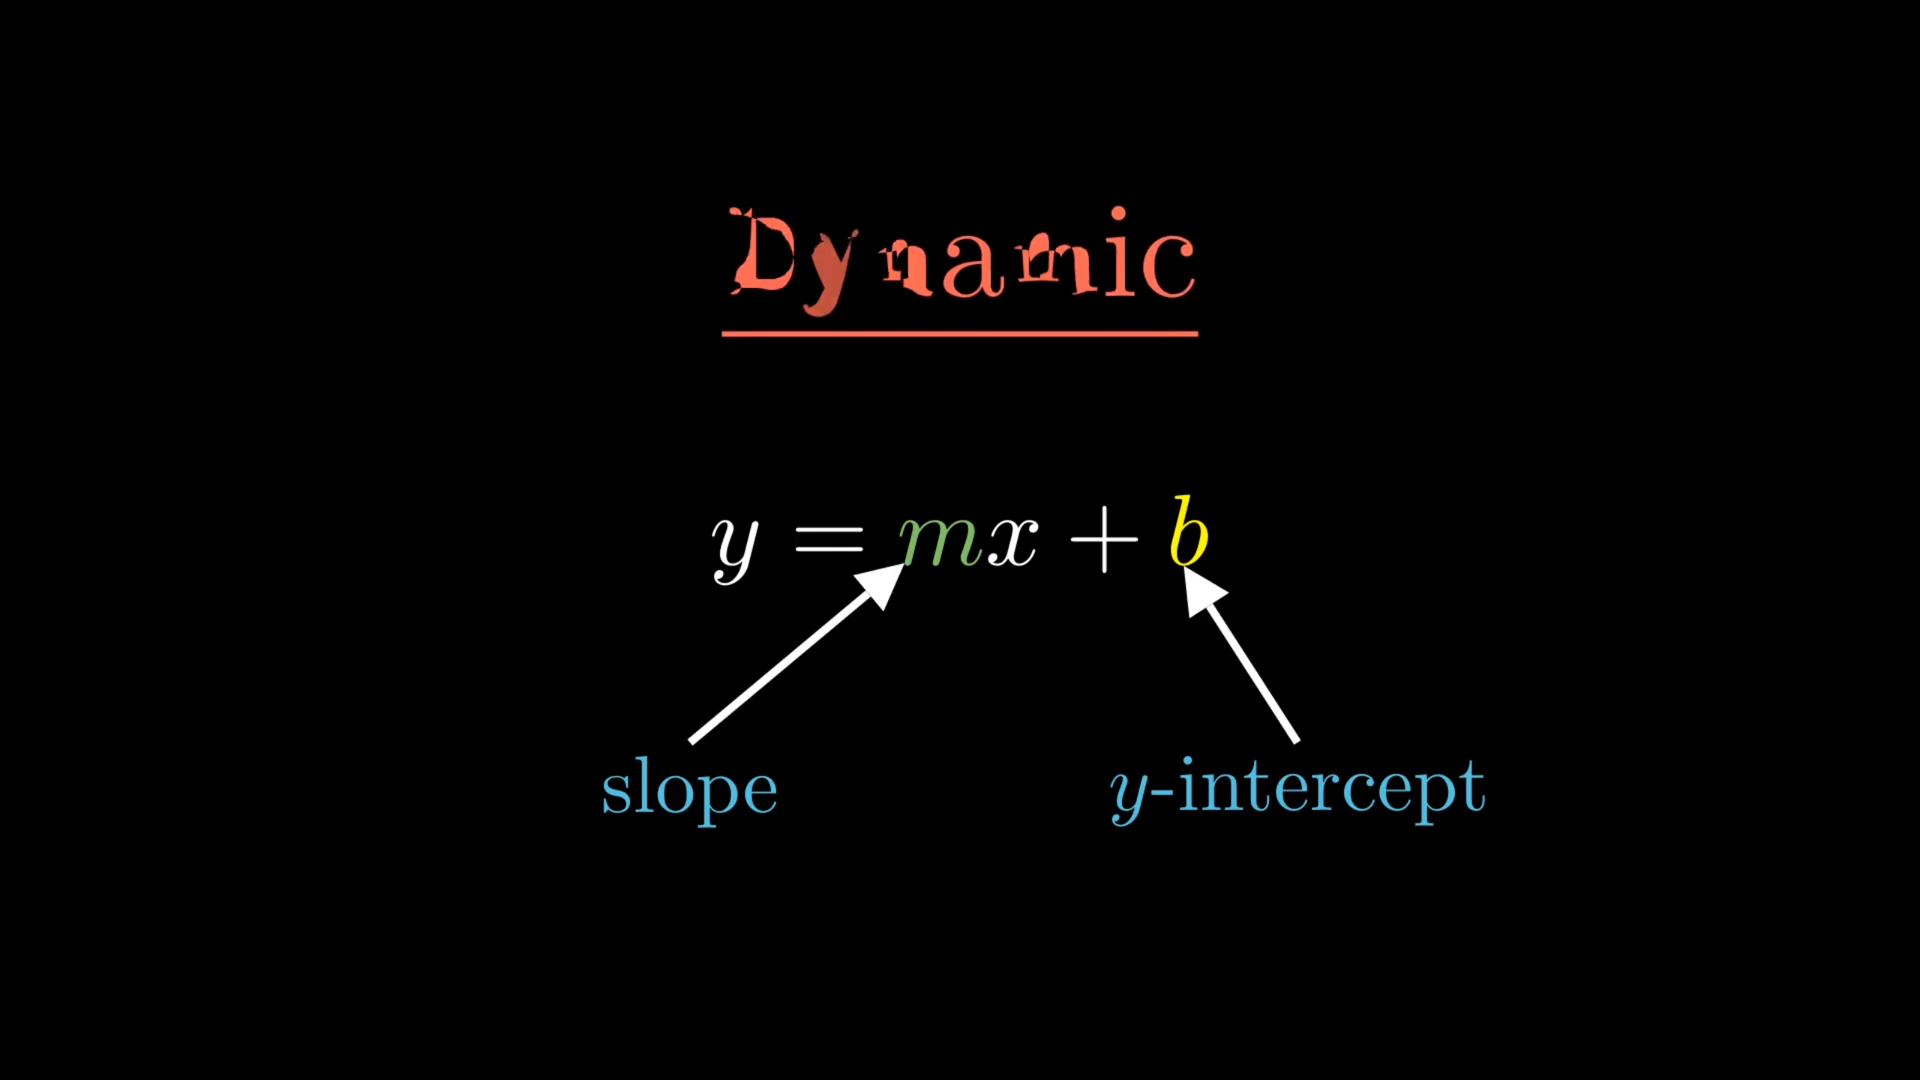 Dynamic
y = mx + b
slope
y-intercept